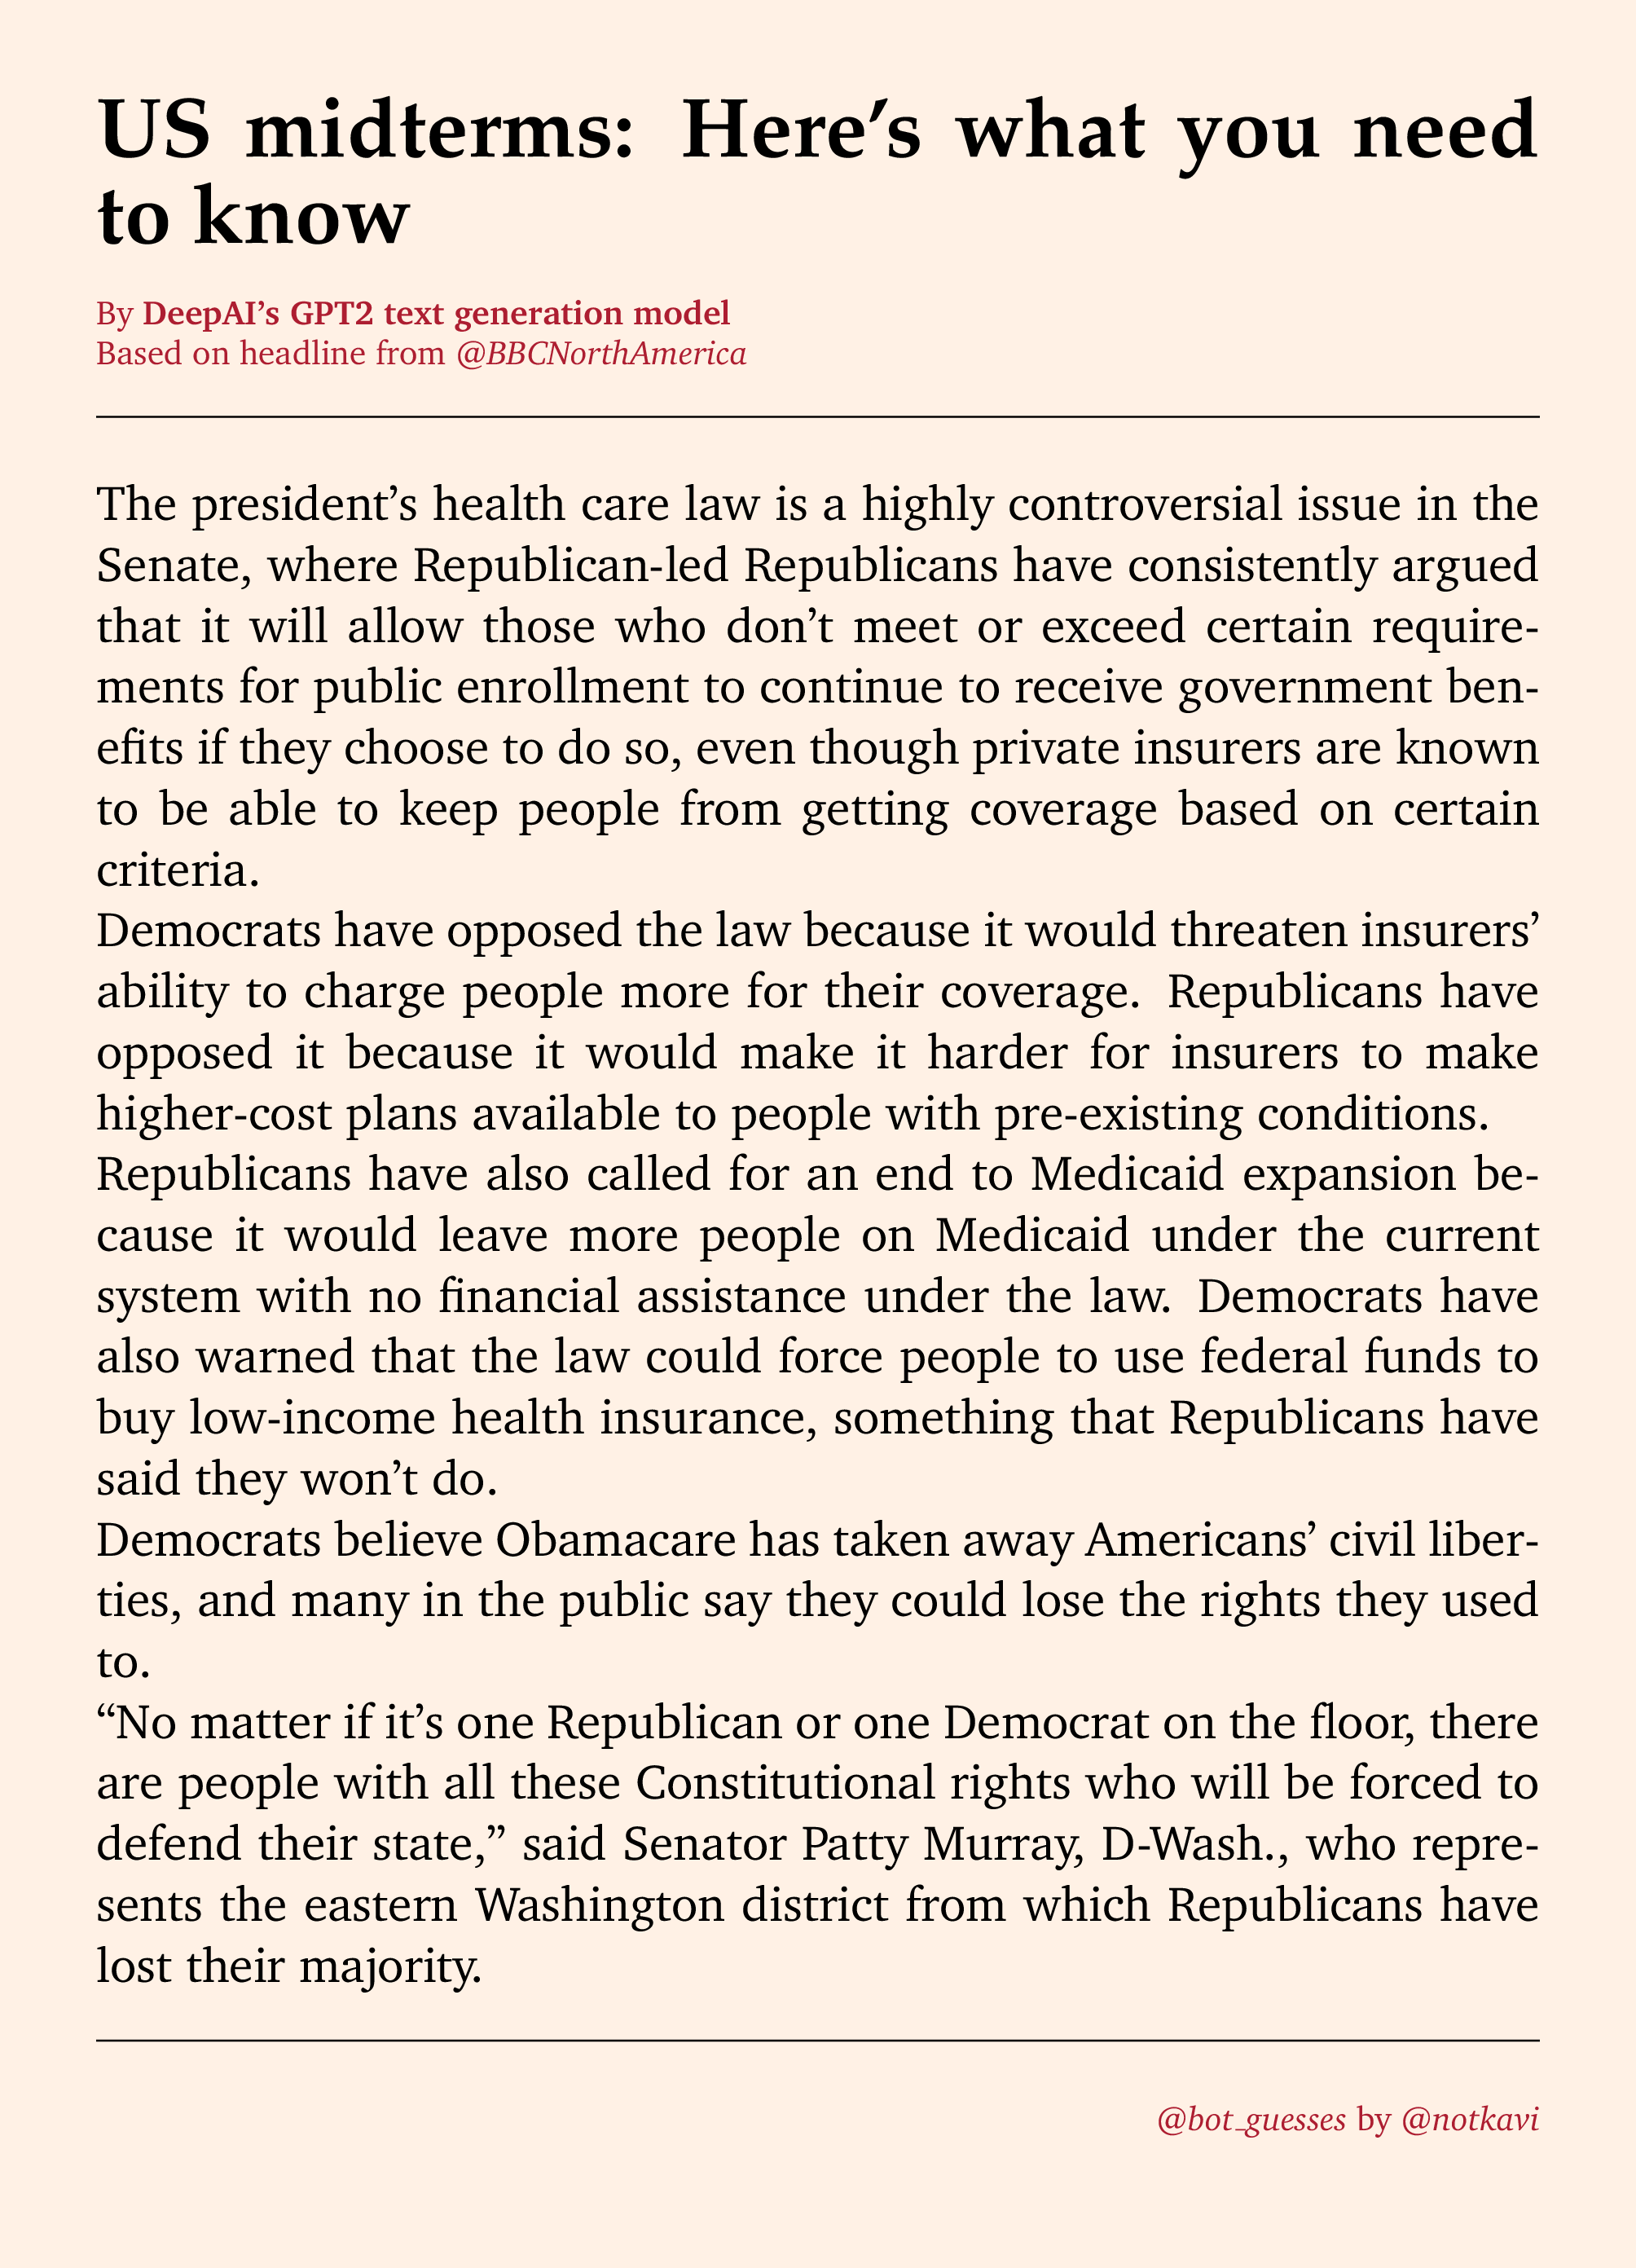 US midterms: Here’s what you need
to know
By DeepAI’s GPT2 text generation model
Based on headline from @BBCNorthAmerica
The president’s health care law is a highly controversial issue in the
Senate, where Republican-led Republicans have consistently argued
that it will allow those who don’t meet or exceed certain require-
ments for public enrollment to continue to receive government ben-
efits if they choose to do so, even though private insurers are known
to be able to keep people from getting coverage based on certain
criteria.
Democrats have opposed the law because it would threaten insurers’
ability to charge people more for their coverage. Republicans have
opposed it because it would make it harder for insurers to make
higher-cost plans available to people with pre-existing conditions.
Republicans have also called for an end to Medicaid expansion be-
cause it would leave more people on Medicaid under the current
system with no financial assistance under the law. Democrats have
also warned that the law could force people to use federal funds to
buy low-income health insurance, something that Republicans have
said they won’t do.
Democrats believe Obamacare has taken away Americans’ civil liber-
ties, and many in the public say they could lose the rights they used
to.
“No matter if it’s one Republican or one Democrat on the floor, there
are people with all these Constitutional rights who will be forced to
defend their state,” said Senator Patty Murray, D-Wash., who repre-
sents the eastern Washington district from which Republicans have
lost their majority.
@bot_guesses by @notkavi